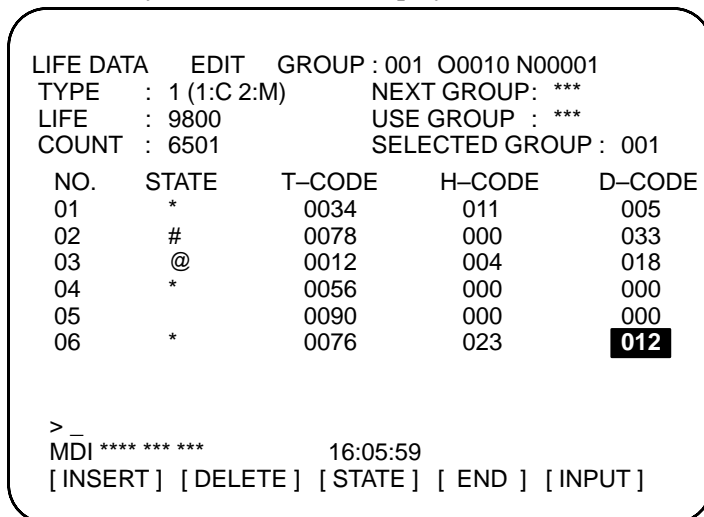 LIFE DATA EDIT GROUP : 001 O0010 N00001
TYPE : 1 (1:C 2:M) NEXT GROUP: ***
LIFE : 9800 USE GROUP : ***
COUNT : 6501 SELECTED GROUP : 001
NO. STATE T–CODE H–CODE D–CODE
01 * 0034 011 005
02 # 0078 000 033
03 @ 0012 004 018
04 * 0056 000 000
05 0090 000 000
06 * 0076 023 012
> _
MDI **** *** *** 16:05:59
[ INSERT ] [ DELETE ] [ STATE ] [ END ] [ INPUT ]